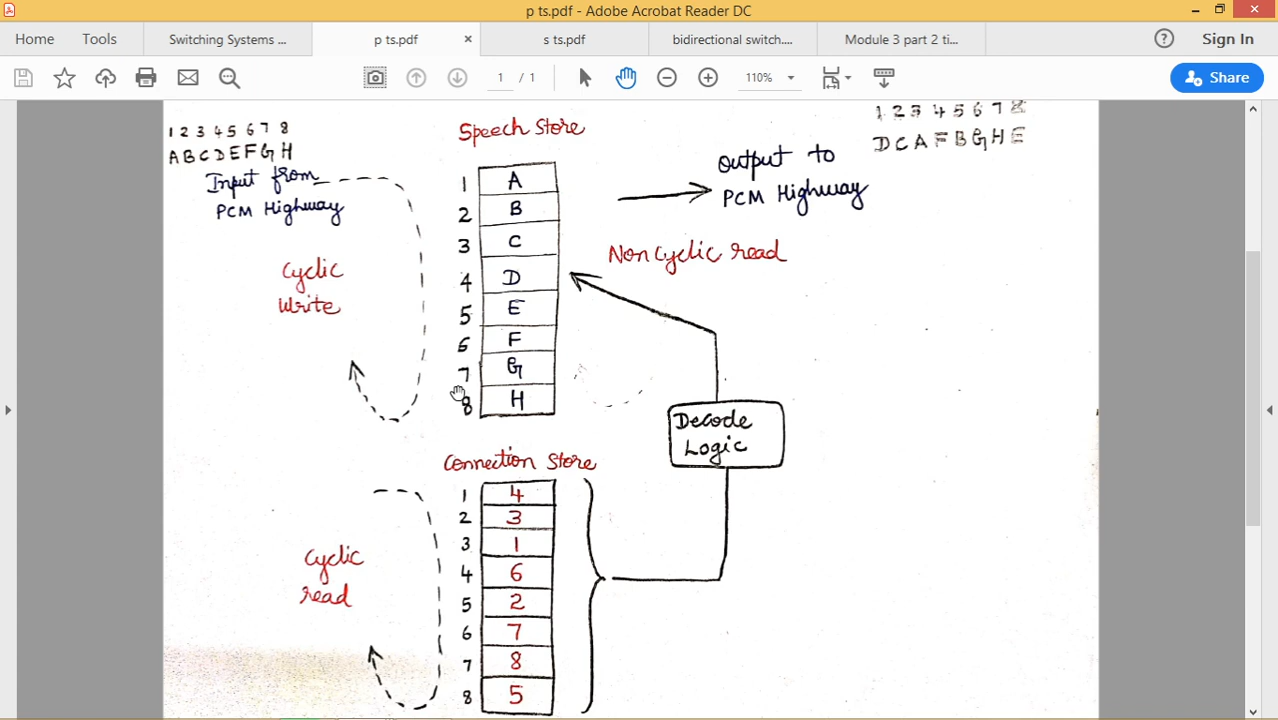 p ts.pdf - Adobe Acrobat Reader DC
Home Tools Switching Systems ... p ts.pdf × s ts.pdf bidirectional switch.... Module 3 part 2 ti... Sign In
1 / 1 110% Share
1 2 3 4 5 6 7 8
A B C D E F G H
Input from
PCM Highway
Cyclic
Write
Speech Store
1 A
2 B
3 C
4 D
5 E
6 F
7 G
8 H
1 2 3 4 5 6 7 8
D C A F B G H E
Output to
PCM Highway
Non Cyclic read
Decode
Logic
Connection Store
1 4
2 3
3 1
4 6
5 2
6 7
7 8
8 5
Cyclic
read